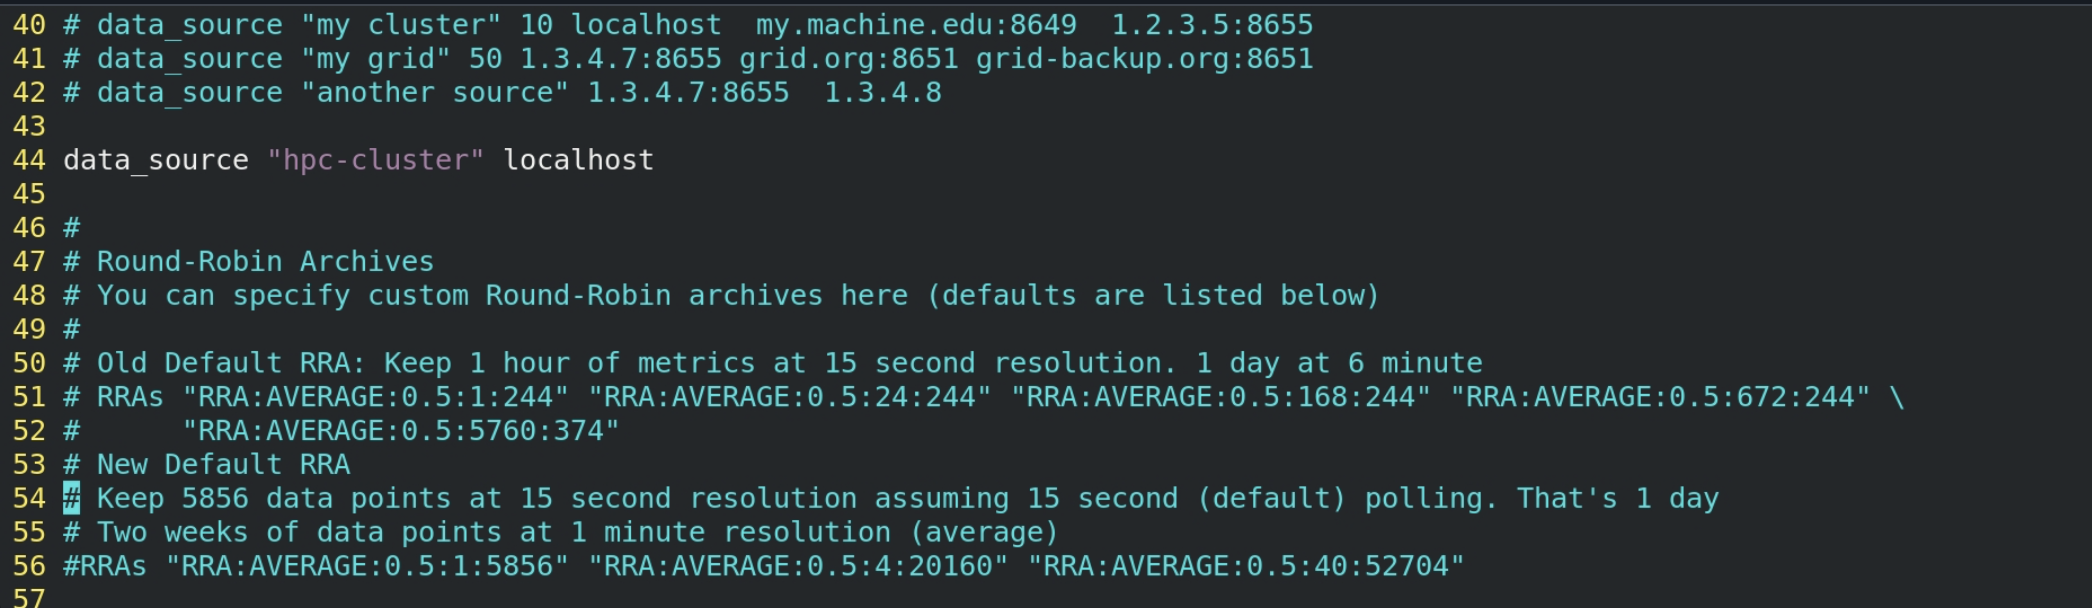 40 # data_source "my cluster" 10 localhost  my.machine.edu:8649  1.2.3.5:8655
41 # data_source "my grid" 50 1.3.4.7:8655 grid.org:8651 grid-backup.org:8651
42 # data_source "another source" 1.3.4.7:8655  1.3.4.8
43
44 data_source "hpc-cluster" localhost
45
46 #
47 # Round-Robin Archives
48 # You can specify custom Round-Robin archives here (defaults are listed below)
49 #
50 # Old Default RRA: Keep 1 hour of metrics at 15 second resolution. 1 day at 6 minute
51 # RRAs "RRA:AVERAGE:0.5:1:244" "RRA:AVERAGE:0.5:24:244" "RRA:AVERAGE:0.5:168:244" "RRA:AVERAGE:0.5:672:244" \
52 #      "RRA:AVERAGE:0.5:5760:374"
53 # New Default RRA
54 # Keep 5856 data points at 15 second resolution assuming 15 second (default) polling. That's 1 day
55 # Two weeks of data points at 1 minute resolution (average)
56 #RRAs "RRA:AVERAGE:0.5:1:5856" "RRA:AVERAGE:0.5:4:20160" "RRA:AVERAGE:0.5:40:52704"
57